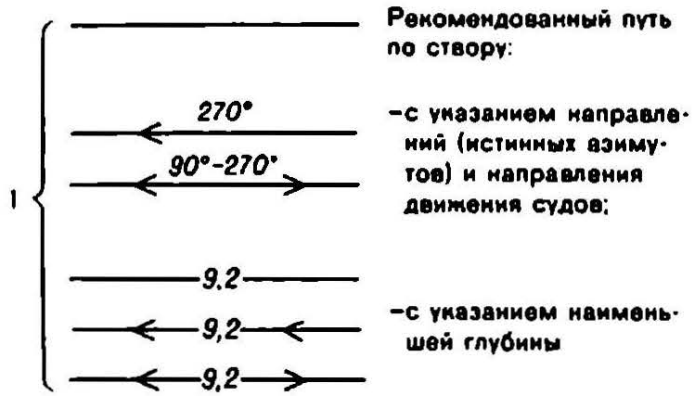 Рекомендованный путь
по створу:
270°
–с указанием направле-
ний (истинных азиму-
90°–270°
тов) и направления
движения судов;
1
9,2
9,2
–с указанием наимень-
шей глубины
9,2